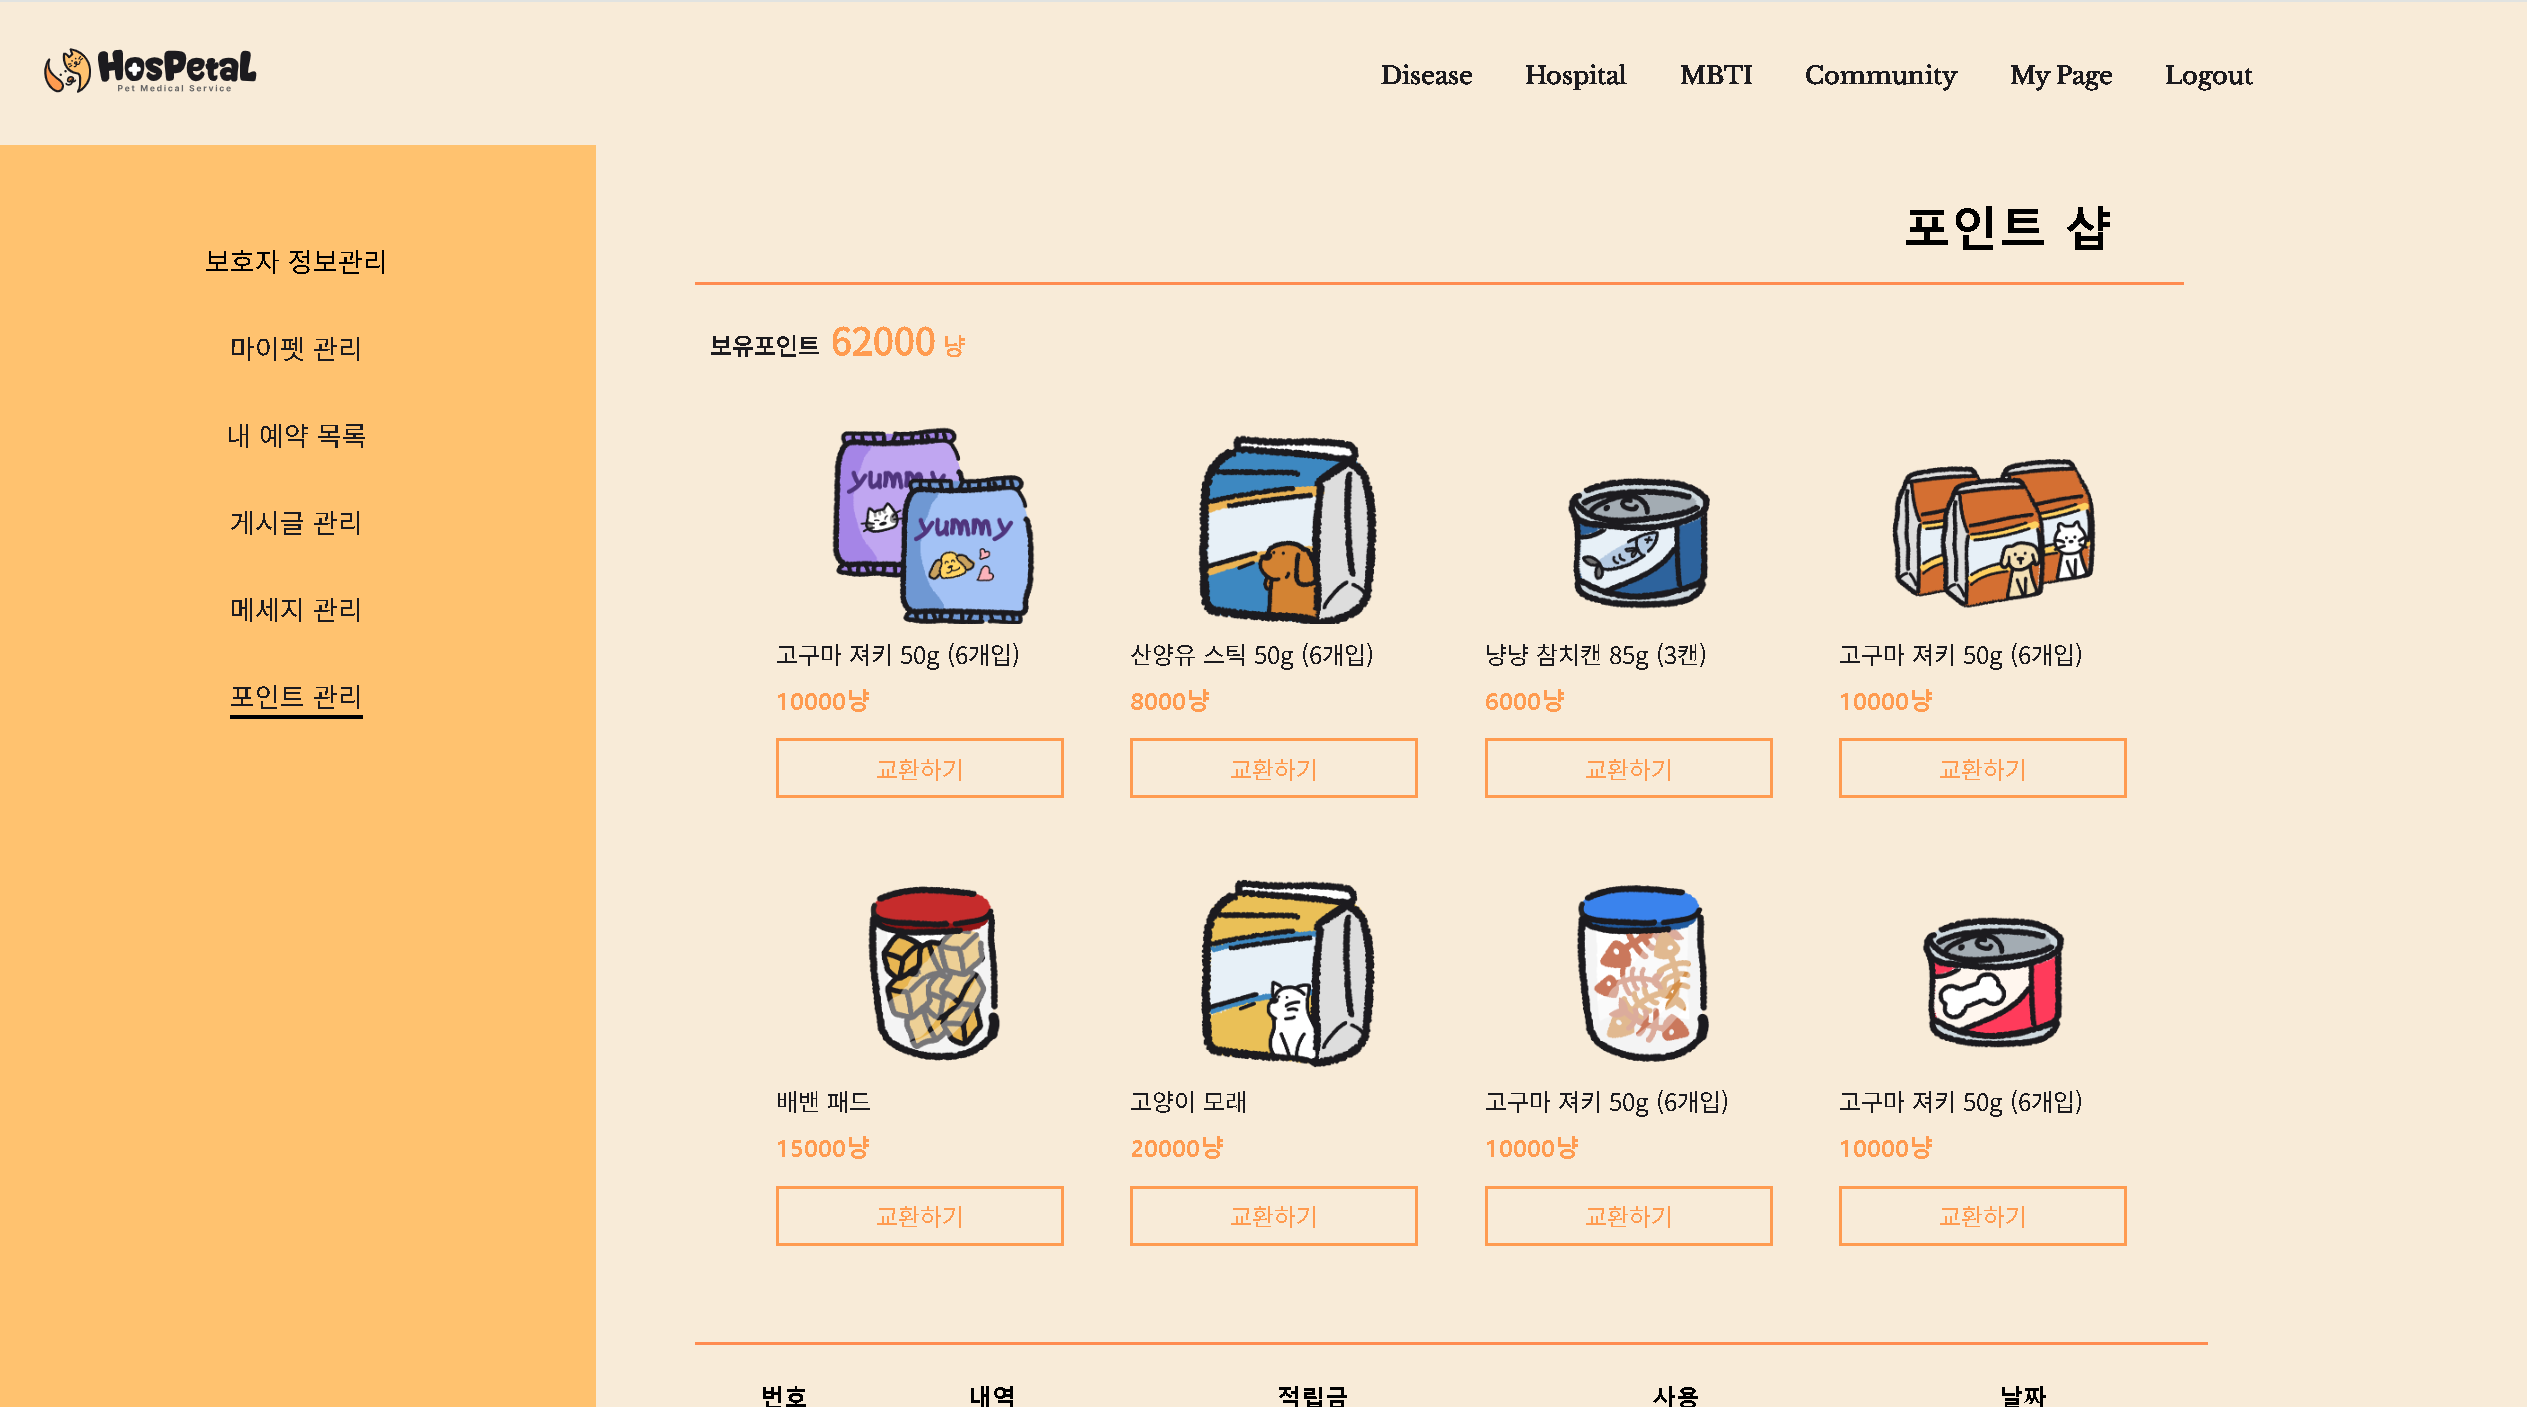 HosPetaL
Pet Medical Service
Disease Hospital MBTI Community My Page Logout
보호자 정보관리
마이펫 관리
내 예약 목록
게시글 관리
메세지 관리
포인트 관리
포인트 샵
보유포인트 62000 냥
yummy
yummy
고구마 져키 50g (6개입) 산양유 스틱 50g (6개입) 냥냥 참치캔 85g (3캔) 고구마 져키 50g (6개입)
10000냥 8000냥 6000냥 10000냥
교환하기 교환하기 교환하기 교환하기
배밴 패드 고양이 모래 고구마 져키 50g (6개입) 고구마 져키 50g (6개입)
15000냥 20000냥 10000냥 10000냥
교환하기 교환하기 교환하기 교환하기
번호 내역 적립금 사용 날짜